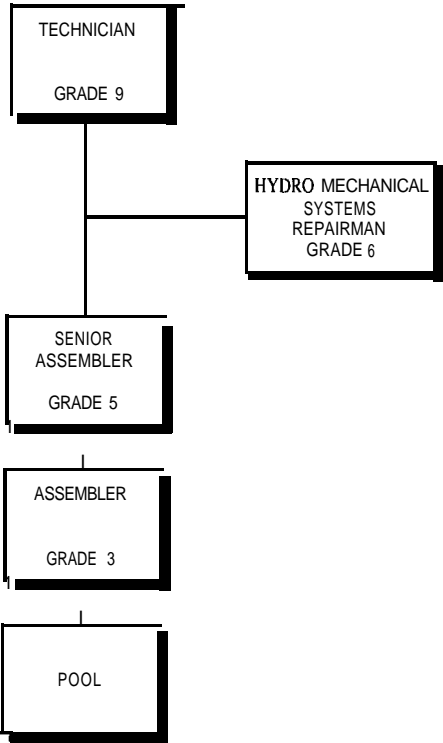 TECHNICIAN
GRADE 9
HYDRO MECHANICAL
SYSTEMS
REPAIRMAN
GRADE 6
SENIOR
ASSEMBLER
GRADE 5
ASSEMBLER
GRADE 3
POOL